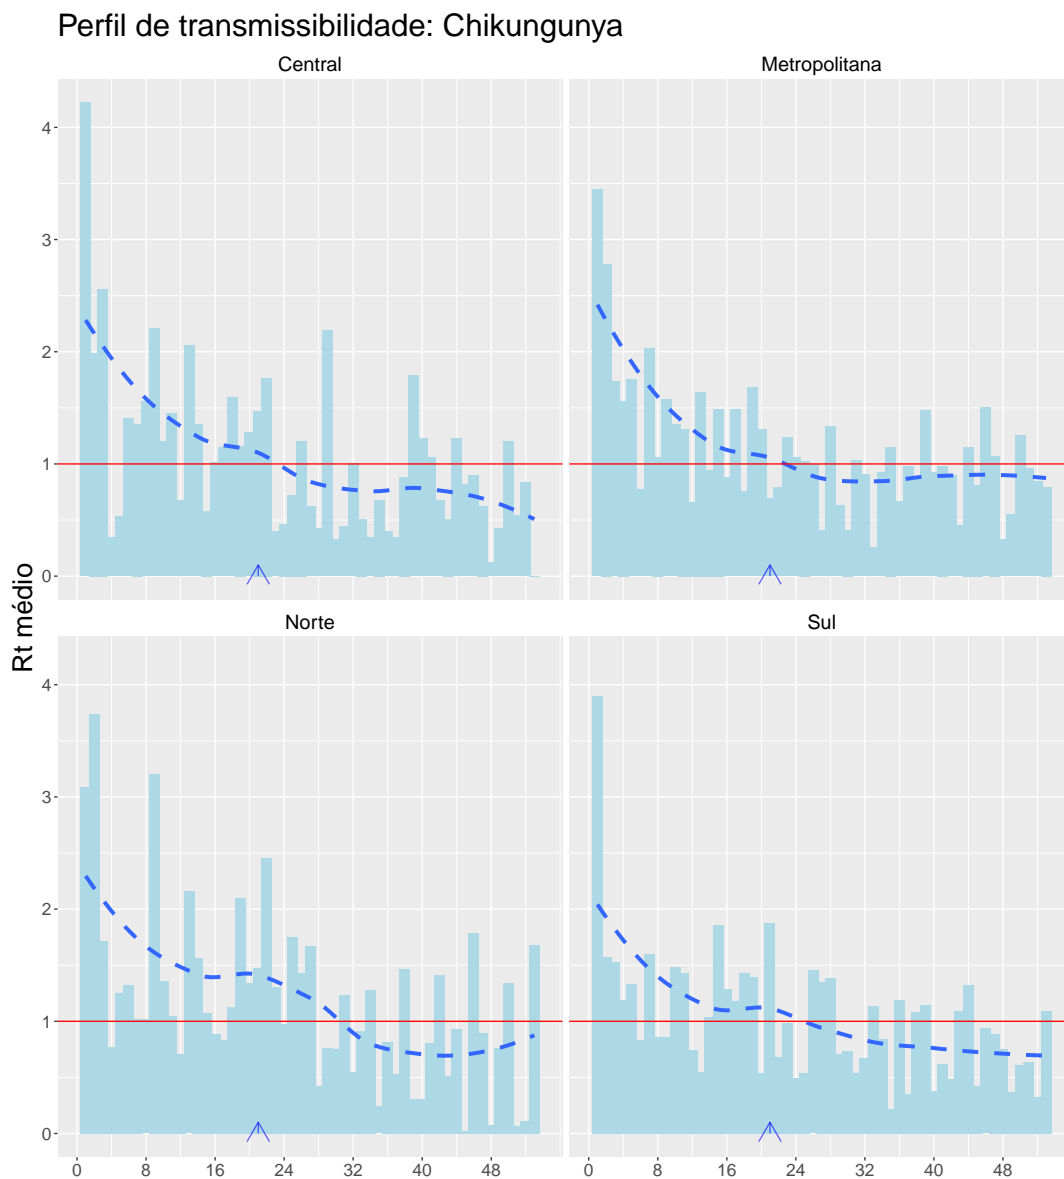 Perfil de transmissibilidade: Chikungunya
Central
Metropolitana
4
3
2
1
0
Rt médio
Norte
Sul
4
3
2
1
0
0 8 16 24 32 40 48
0 8 16 24 32 40 48